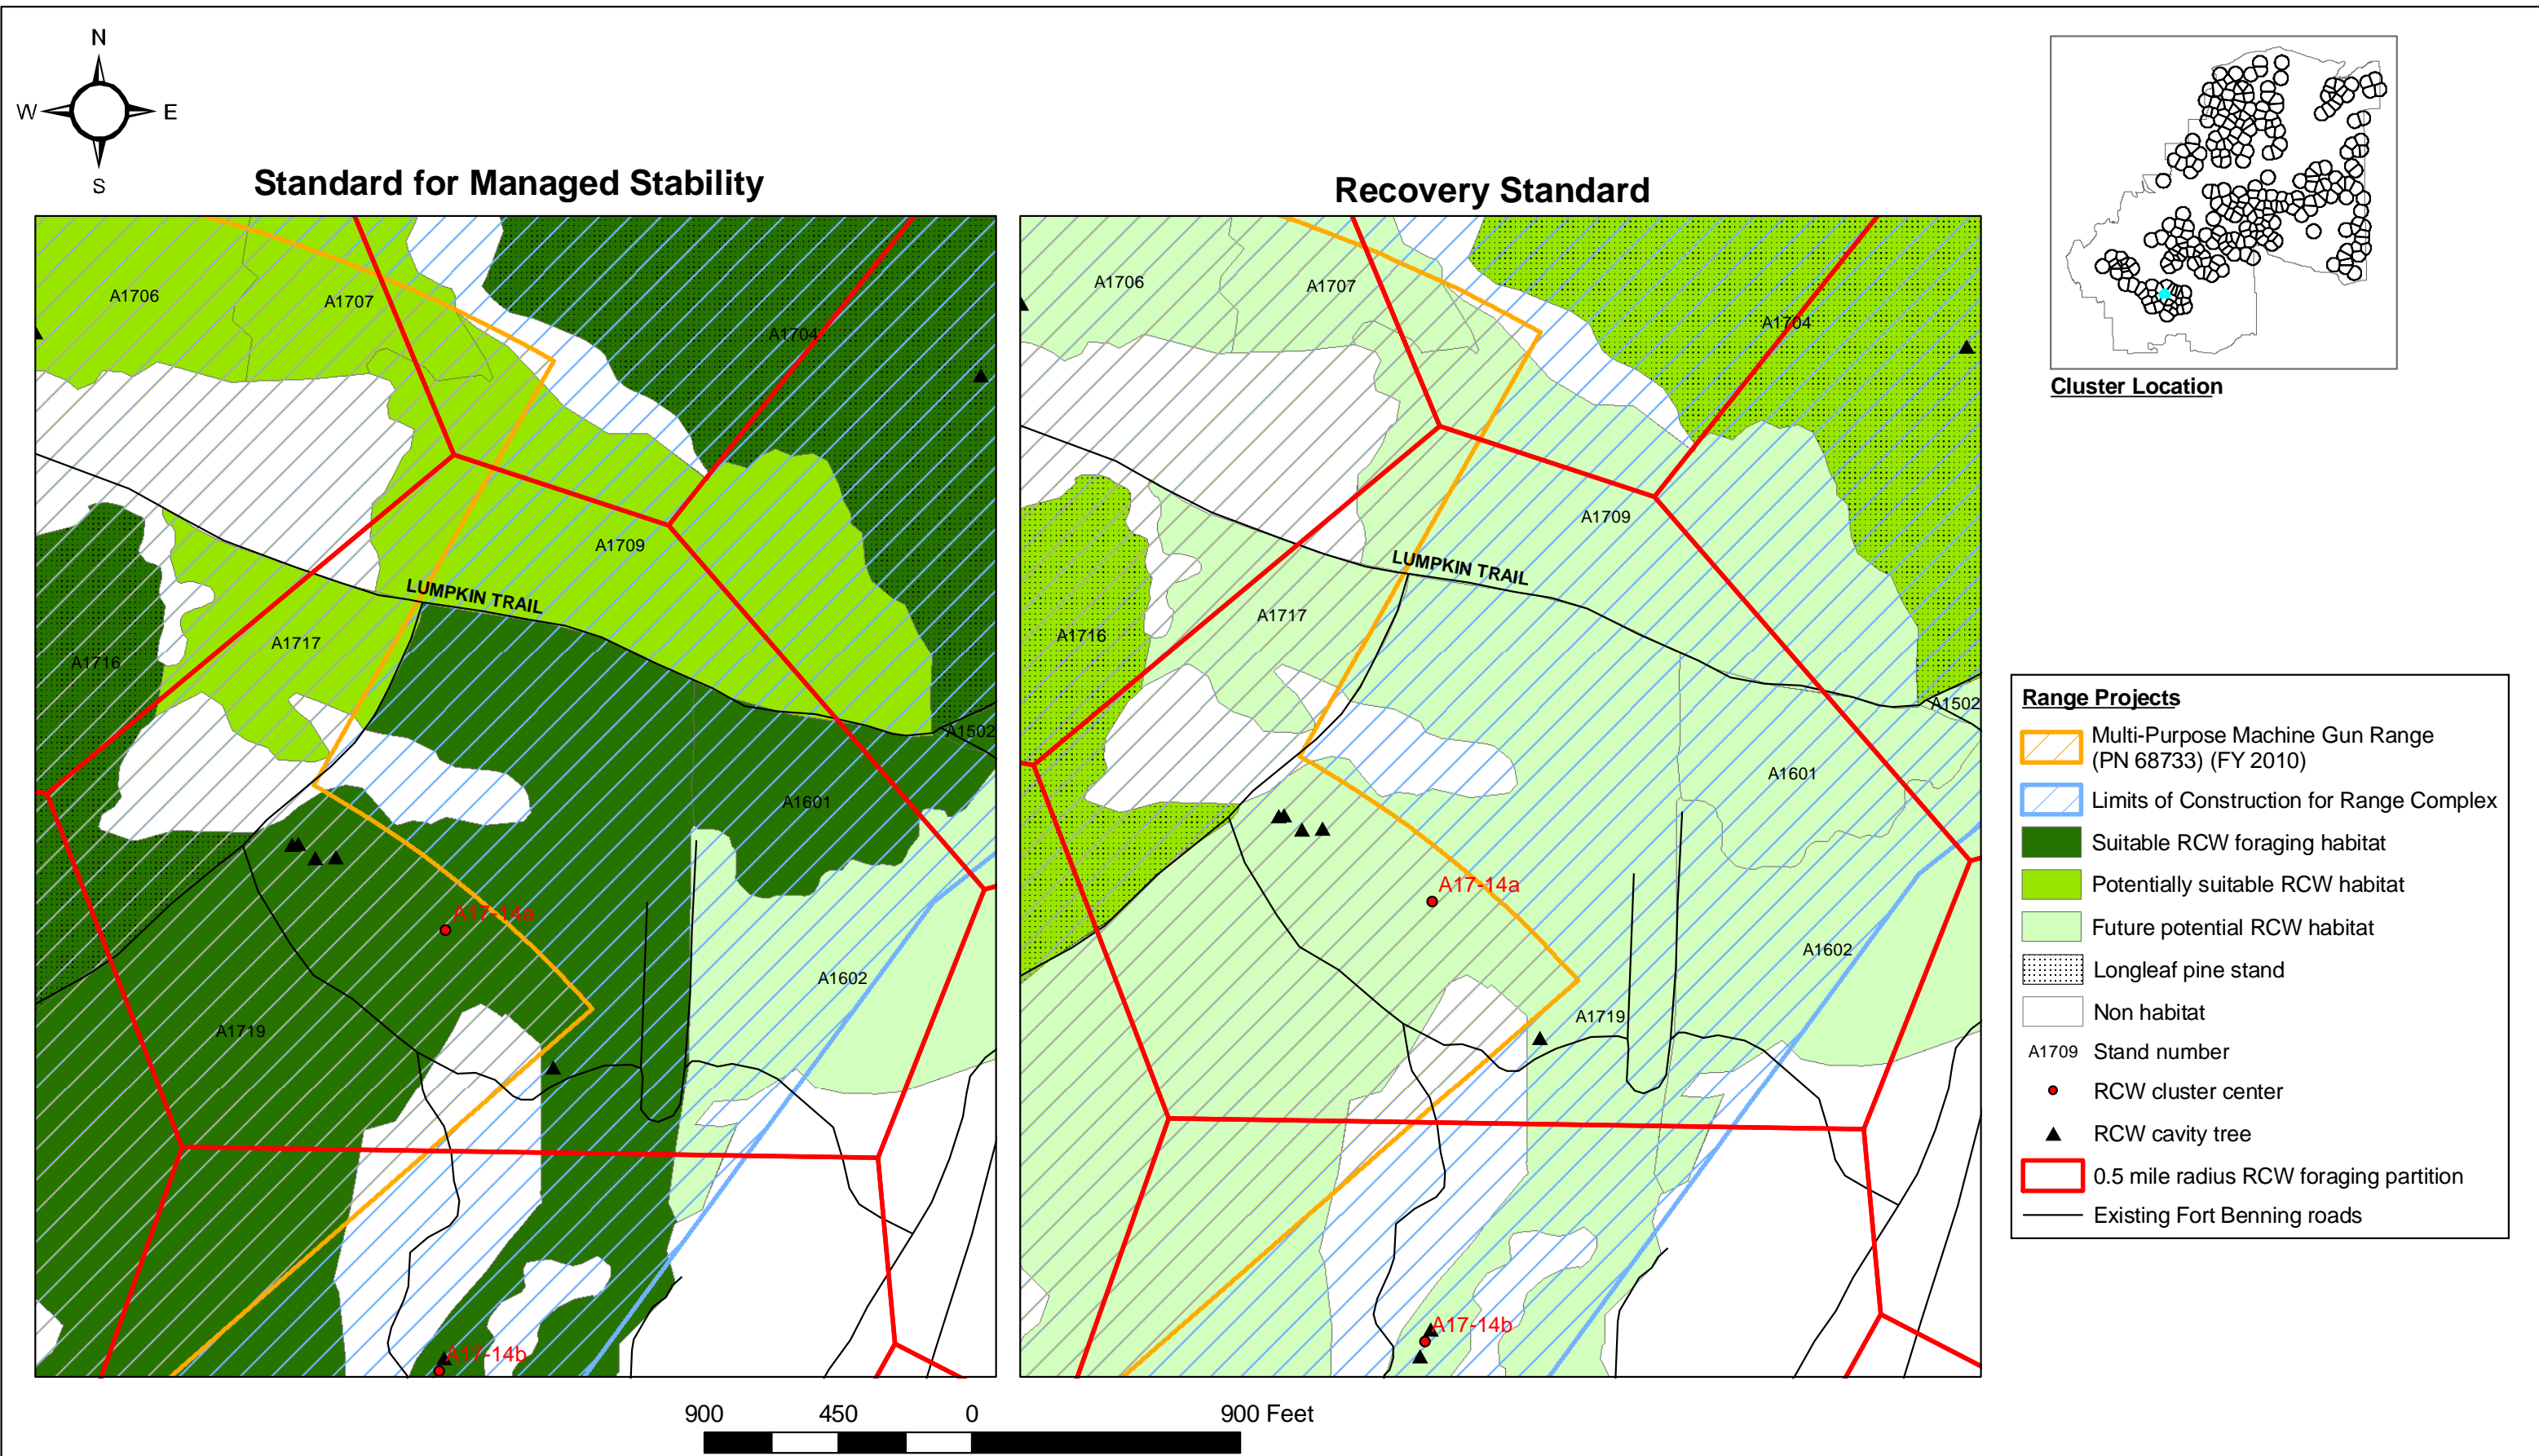 N
W E
S
Standard for Managed Stability
A1706
A1707
A1704
A1709
LUMPKIN TRAIL
A1717
A1716
A1502
A1601
A17-14a
A1602
A1719
A17-14b
Recovery Standard
A1706
A1707
A1704
A1709
LUMPKIN TRAIL
A1717
A1716
A1502
A1601
A17-14a
A1602
A1719
A17-14b
900 450 0 900 Feet
Cluster Location
Range Projects
Multi-Purpose Machine Gun Range
(PN 68733) (FY 2010)
Limits of Construction for Range Complex
Suitable RCW foraging habitat
Potentially suitable RCW habitat
Future potential RCW habitat
Longleaf pine stand
Non habitat
A1709 Stand number
RCW cluster center
RCW cavity tree
0.5 mile radius RCW foraging partition
Existing Fort Benning roads